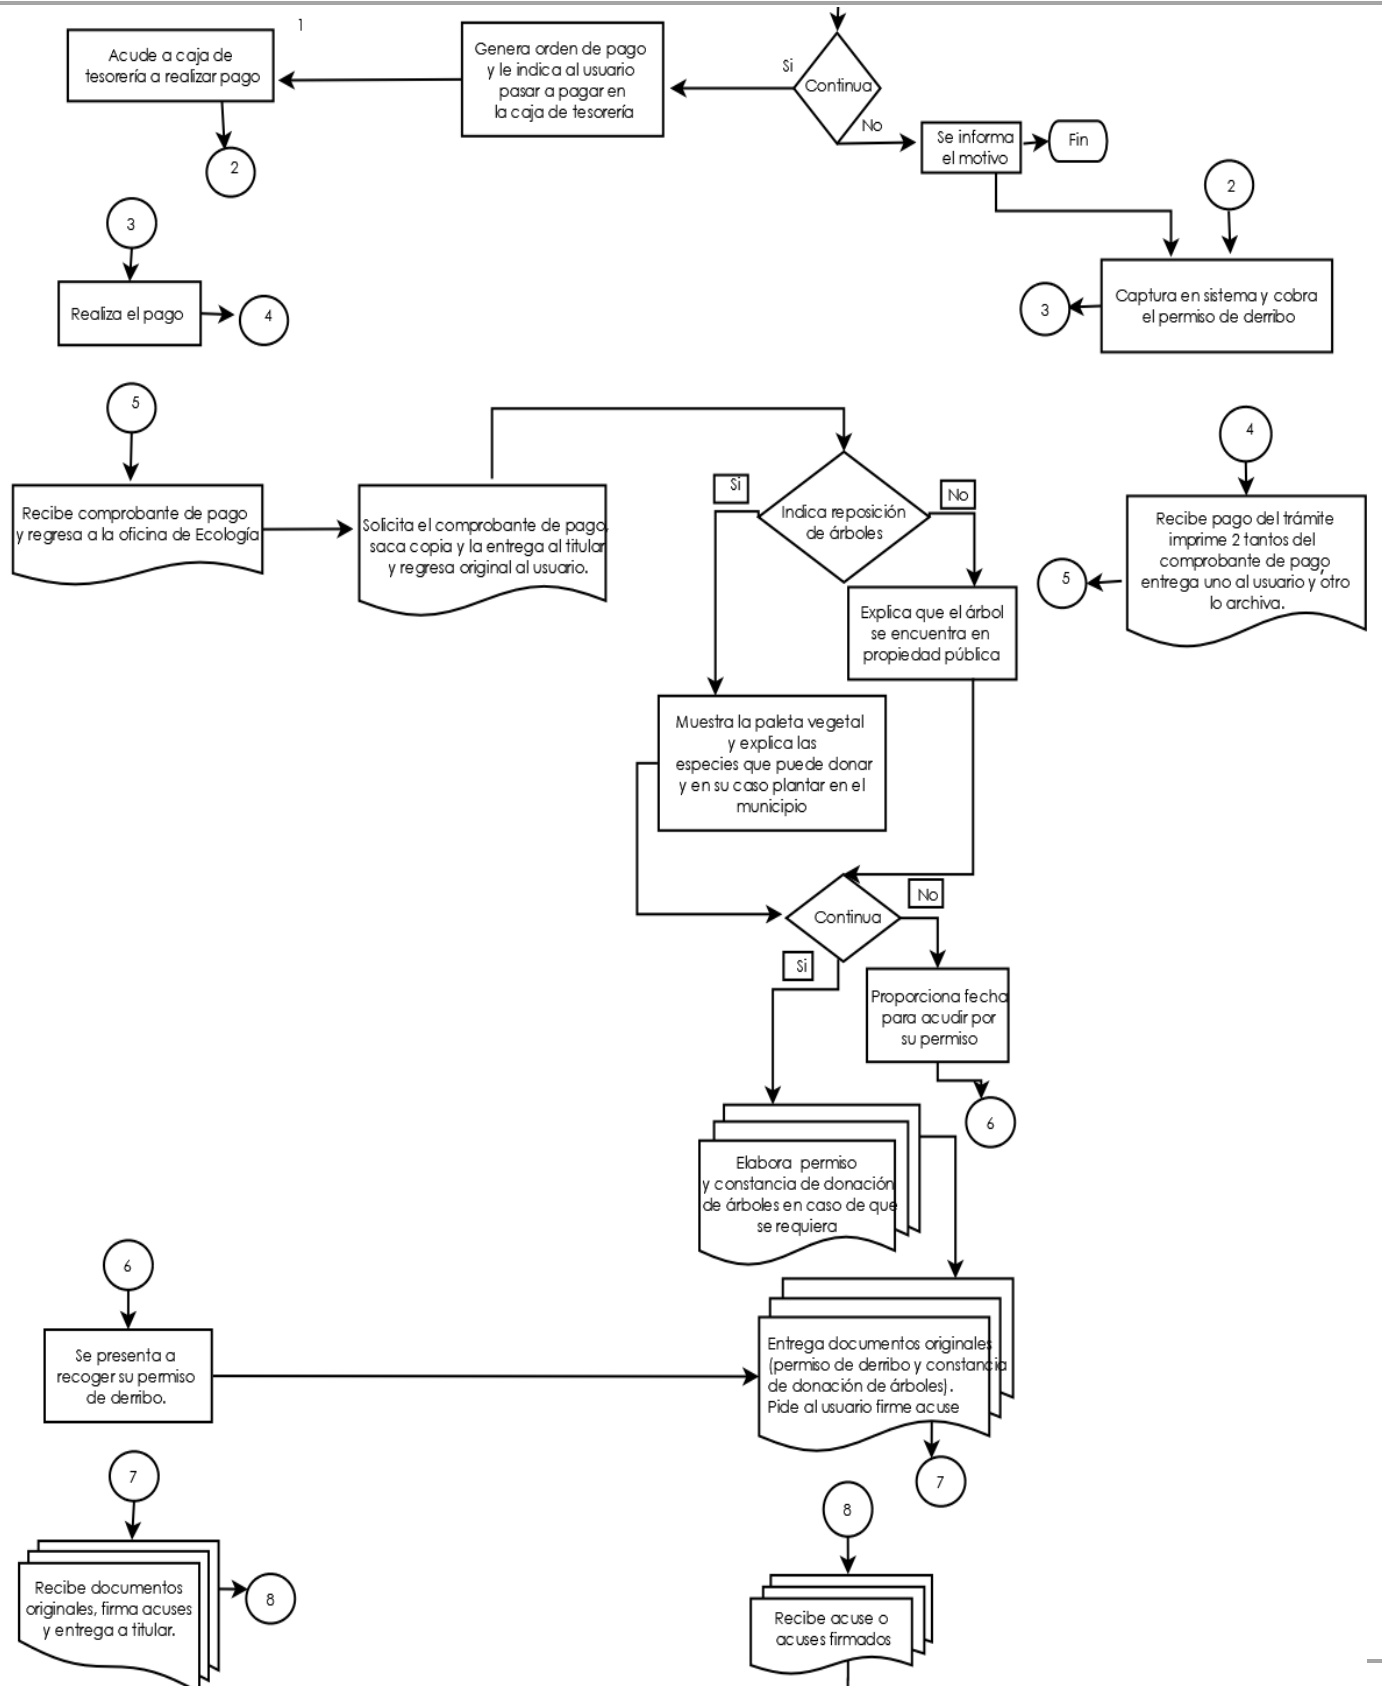 1
Acude a caja de
tesorería a realizar pago
Genera orden de pago
y le indica al usuario
pasar a pagar en
la caja de tesorería
Si
Continua
No
Se informa
el motivo
Fin
2
2
3
Realiza el pago
4
Captura en sistema y cobra
el permiso de derribo
3
5
Recibe comprobante de pago
y regresa a la oficina de Ecología
Solicita el comprobante de pago,
saca copia y la entrega al titular
y regresa original al usuario.
Si
Indica reposición
de árboles
No
4
Recibe pago del trámite
imprime 2 tantos del
comprobante de pago,
entrega uno al usuario y otro
lo archiva.
5
Explica que el árbol
se encuentra en
propiedad pública
Muestra la paleta vegetal
y explica las
especies que puede donar
y en su caso plantar en el
municipio
Continua
No
Si
Proporciona fecha
para acudir por
su permiso
6
Elabora permiso
y constancia de donación
de árboles en caso de que
se requiera
6
Se presenta a
recoger su permiso
de derribo.
Entrega documentos originales
(permiso de derribo y constancia
de donación de árboles).
Pide al usuario firme acuse
7
7
Recibe documentos
originales, firma acuses
y entrega a titular.
8
8
Recibe acuse o
acuses firmados